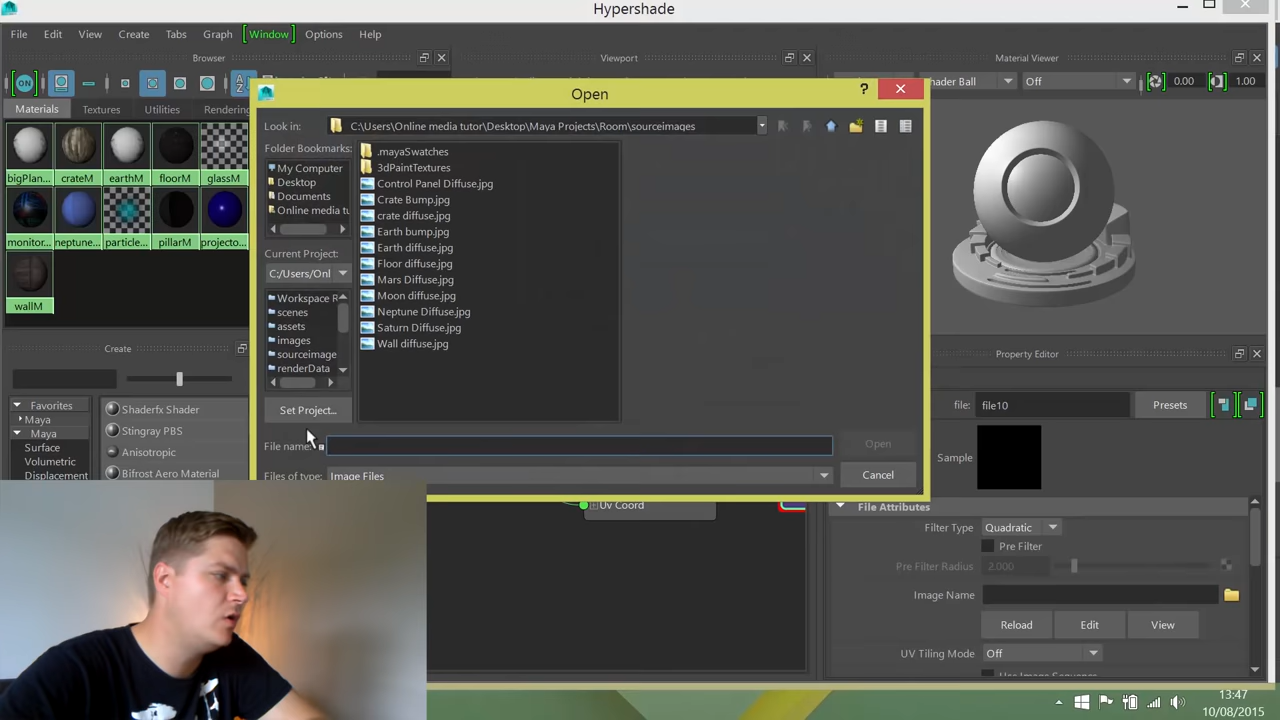 Hypershade
File Edit View Create Tabs Graph [Window] Options Help
Browser
Viewport
Material Viewer
ON
Off
0.00
1.00
Materials Textures Utilities Rendering
bigPlan... crateM earthM floorM glassM
monitor... neptune... particle... pillarM projecto...
wallM
Create
Favorites
Maya
Maya
Surface
Volumetric
Displacement
Shaderfx Shader
Stingray PBS
Anisotropic
Bifrost Aero Material
Open
?
Look in:
C:\Users\Online media tutor\Desktop\Maya Projects\Room\sourceimages
Folder Bookmarks:
My Computer
Desktop
Documents
Online media tu
Current Project:
C:/Users/Onl
Workspace R
scenes
assets
images
sourceimage
renderData
Set Project...
.mayaSwatches
3dPaintTextures
Control Panel Diffuse.jpg
Crate Bump.jpg
crate diffuse.jpg
Earth bump.jpg
Earth diffuse.jpg
Floor diffuse.jpg
Mars Diffuse.jpg
Moon diffuse.jpg
Neptune Diffuse.jpg
Saturn Diffuse.jpg
Wall diffuse.jpg
File name:
Open
Files of type: Image Files
Cancel
Uv Coord
Property Editor
file: file10
Presets
Sample
File Attributes
Filter Type Quadratic
Pre Filter
Pre Filter Radius 2.000
Image Name
Reload Edit View
UV Tiling Mode Off
13:47
10/08/2015